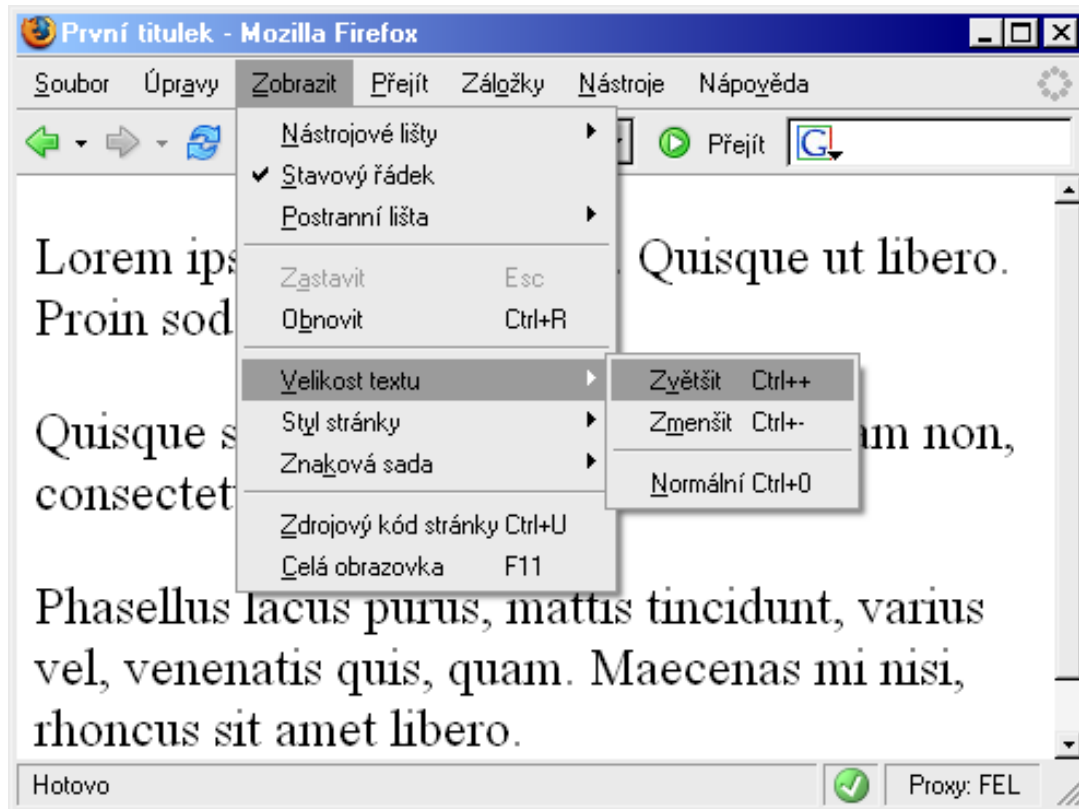 První titulek - Mozilla Firefox
Soubor Úpravy Zobrazit Přejít Záložky Nástroje Nápověda
Přejít G
Nástrojové lišty
Stavový řádek
Postranní lišta
Zastavit Esc
Obnovit Ctrl+R
Velikost textu
Styl stránky
Znaková sada
Zdrojový kód stránky Ctrl+U
Celá obrazovka F11
Zvětšit Ctrl++
Zmenšit Ctrl+-
Normální Ctrl+0
Lorem ips . Quisque ut libero.
Proin sod
Quisque s am non,
consectet
Phasellus lacus purus, mattis tincidunt, varius
vel, venenatis quis, quam. Maecenas mi nisi,
rhoncus sit amet libero.
Hotovo Proxy: FEL